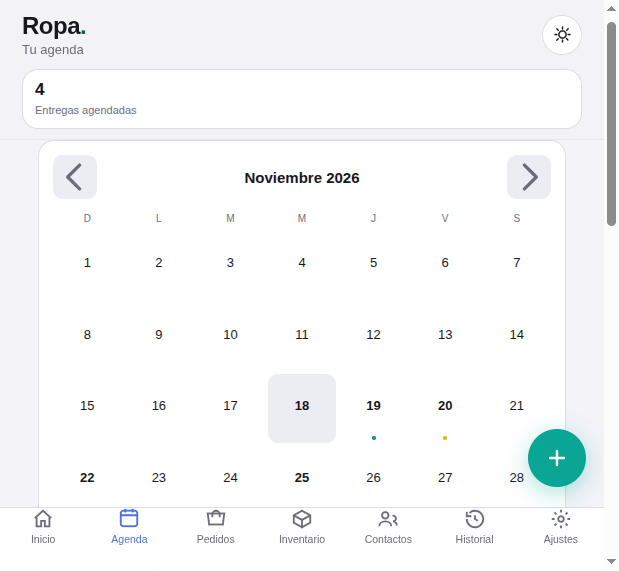 Ropa.
Tu agenda
4
Entregas agendadas
Noviembre 2026
D L M M J V S
1 2 3 4 5 6 7
8 9 10 11 12 13 14
15 16 17 18 19 20 21
22 23 24 25 26 27 28
Inicio Agenda Pedidos Inventario Contactos Historial Ajustes